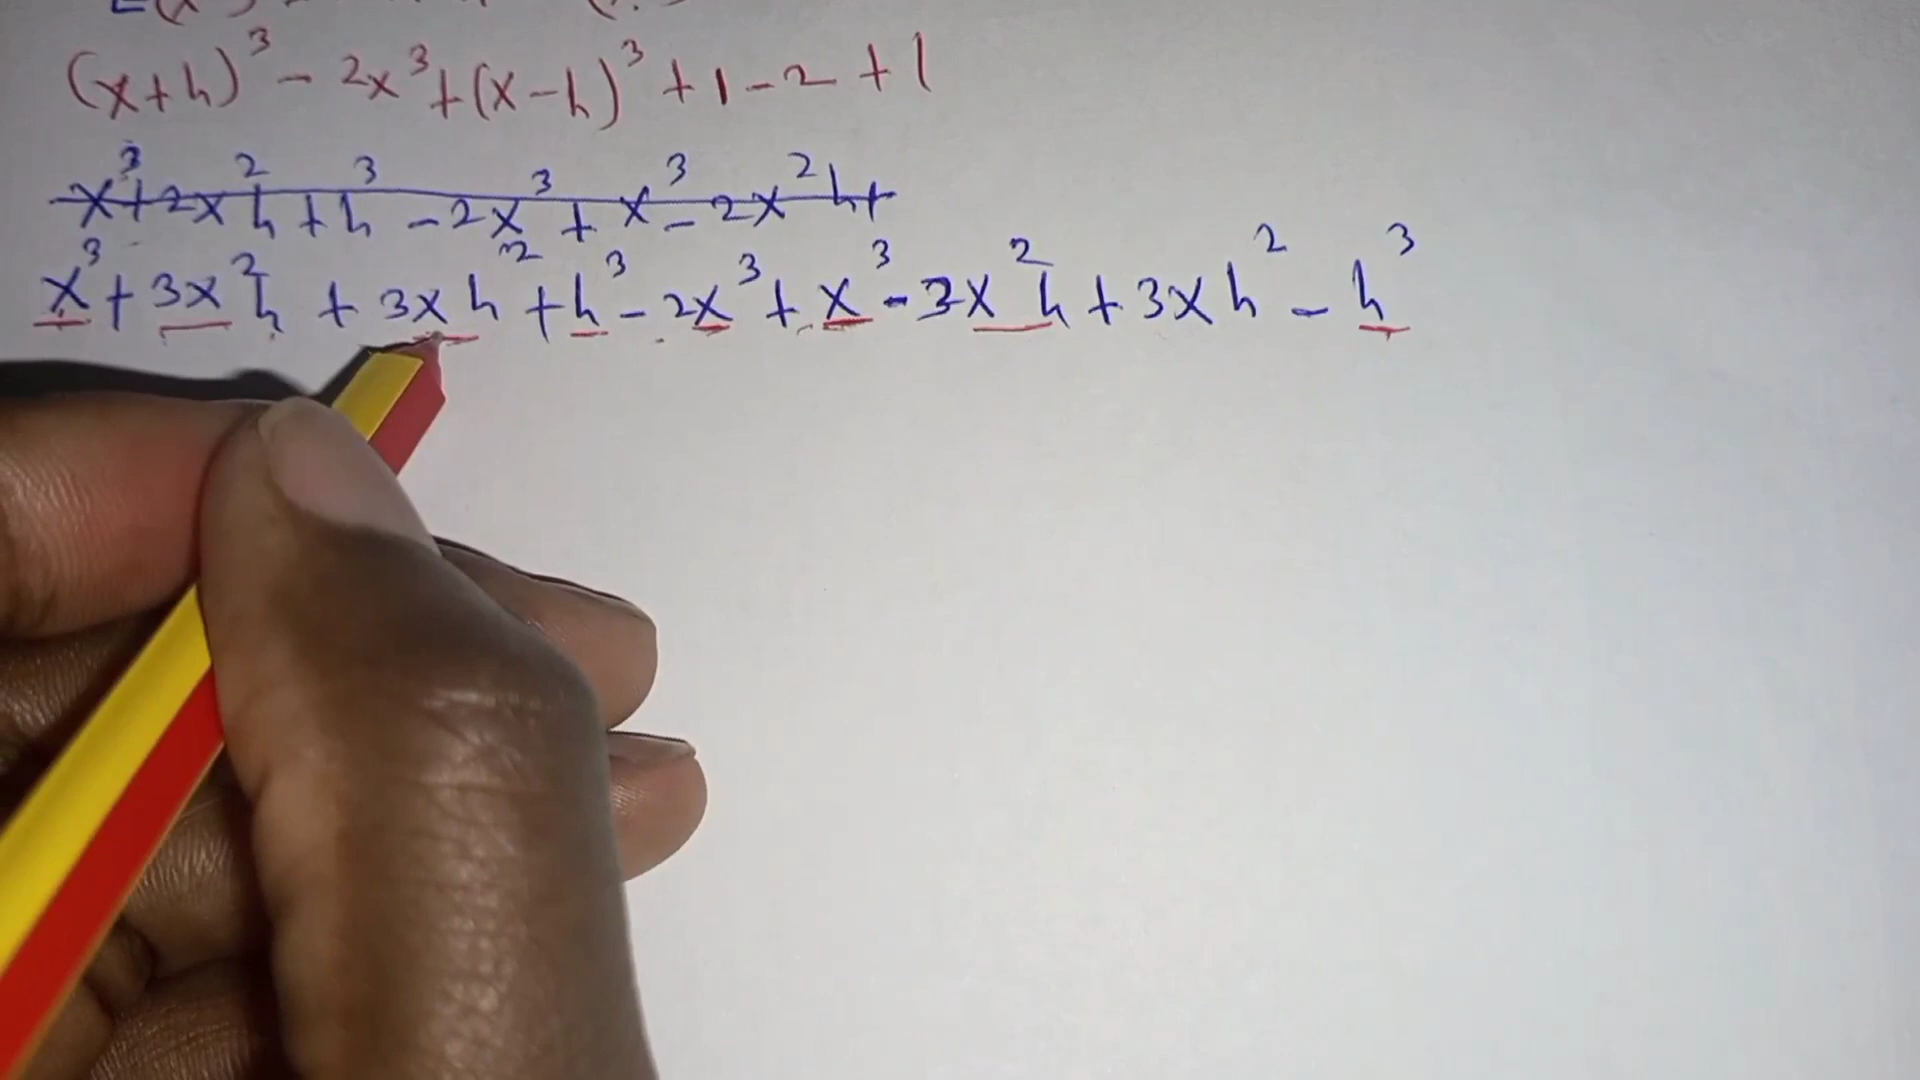 (x+h)³ - 2x³ + (x-h)³ + 1 - 2 + 1
x³ + 2x²h + h³ - 2x³ + x³ - 2x²h +
x³ + 3x²h + 3xh² + h³ - 2x³ + x³ - 3x²h + 3xh² - h³